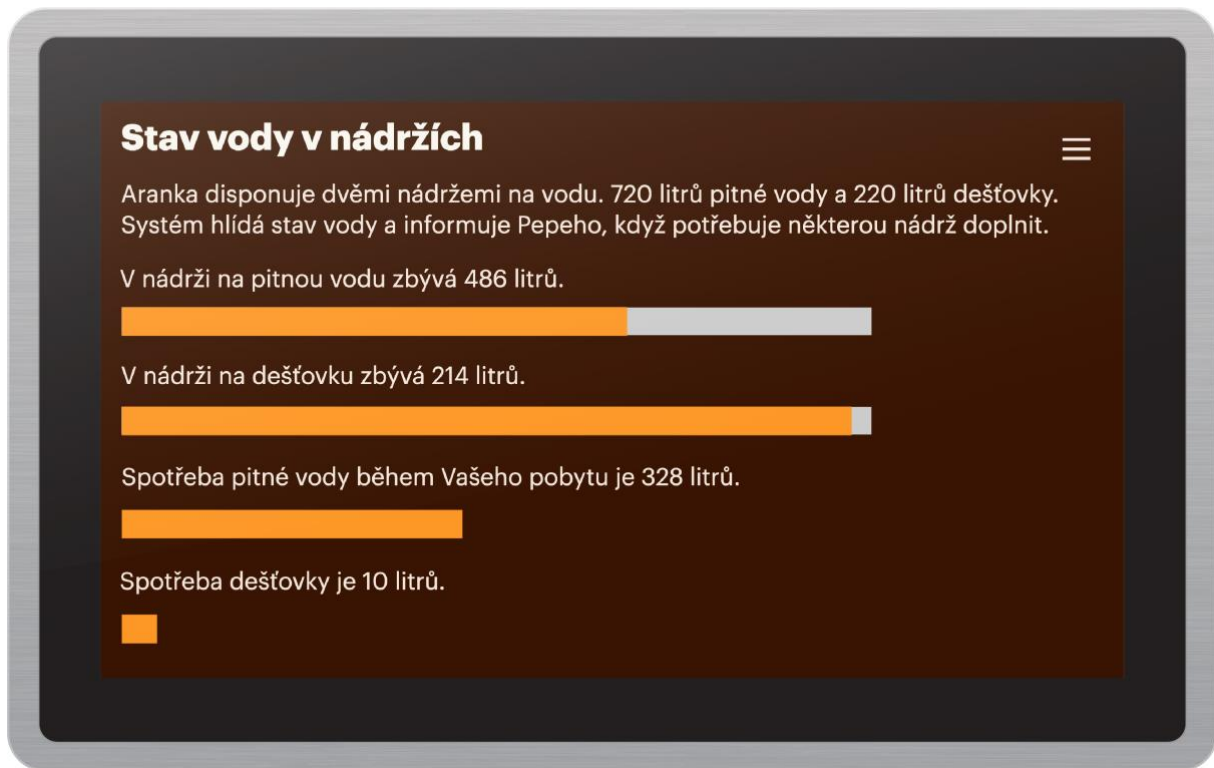 Stav vody v nádržích
Aranka disponuje dvěmi nádržemi na vodu. 720 litrů pitné vody a 220 litrů dešťovky.
Systém hlídá stav vody a informuje Pepeho, když potřebuje některou nádrž doplnit.
V nádrži na pitnou vodu zbývá 486 litrů.
V nádrži na dešťovku zbývá 214 litrů.
Spotřeba pitné vody během Vašeho pobytu je 328 litrů.
Spotřeba dešťovky je 10 litrů.